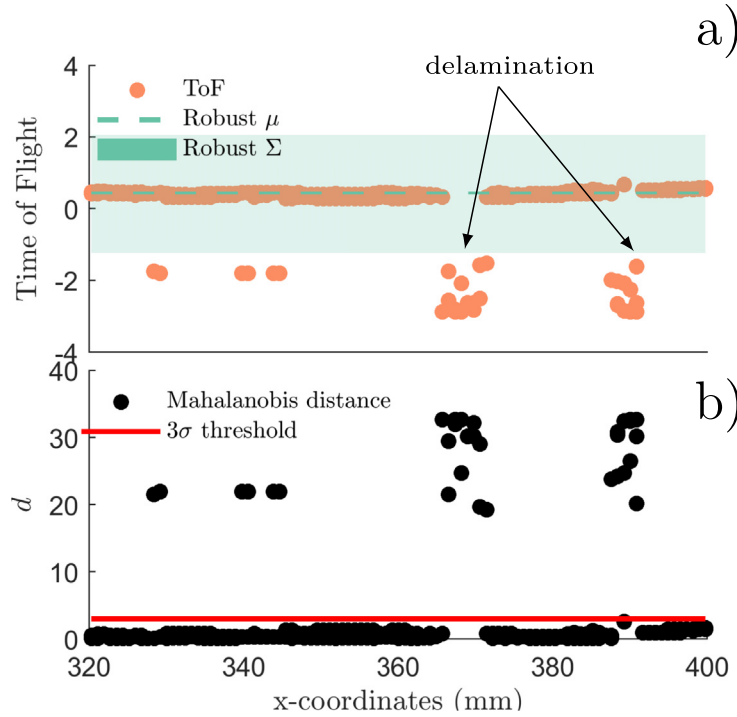 a)
delamination
4
2
0
-2
-4
Time of Flight
ToF
Robust μ
Robust Σ
b)
40
30
20
10
0
d
Mahalanobis distance
3σ threshold
320 340 360 380 400
x-coordinates (mm)